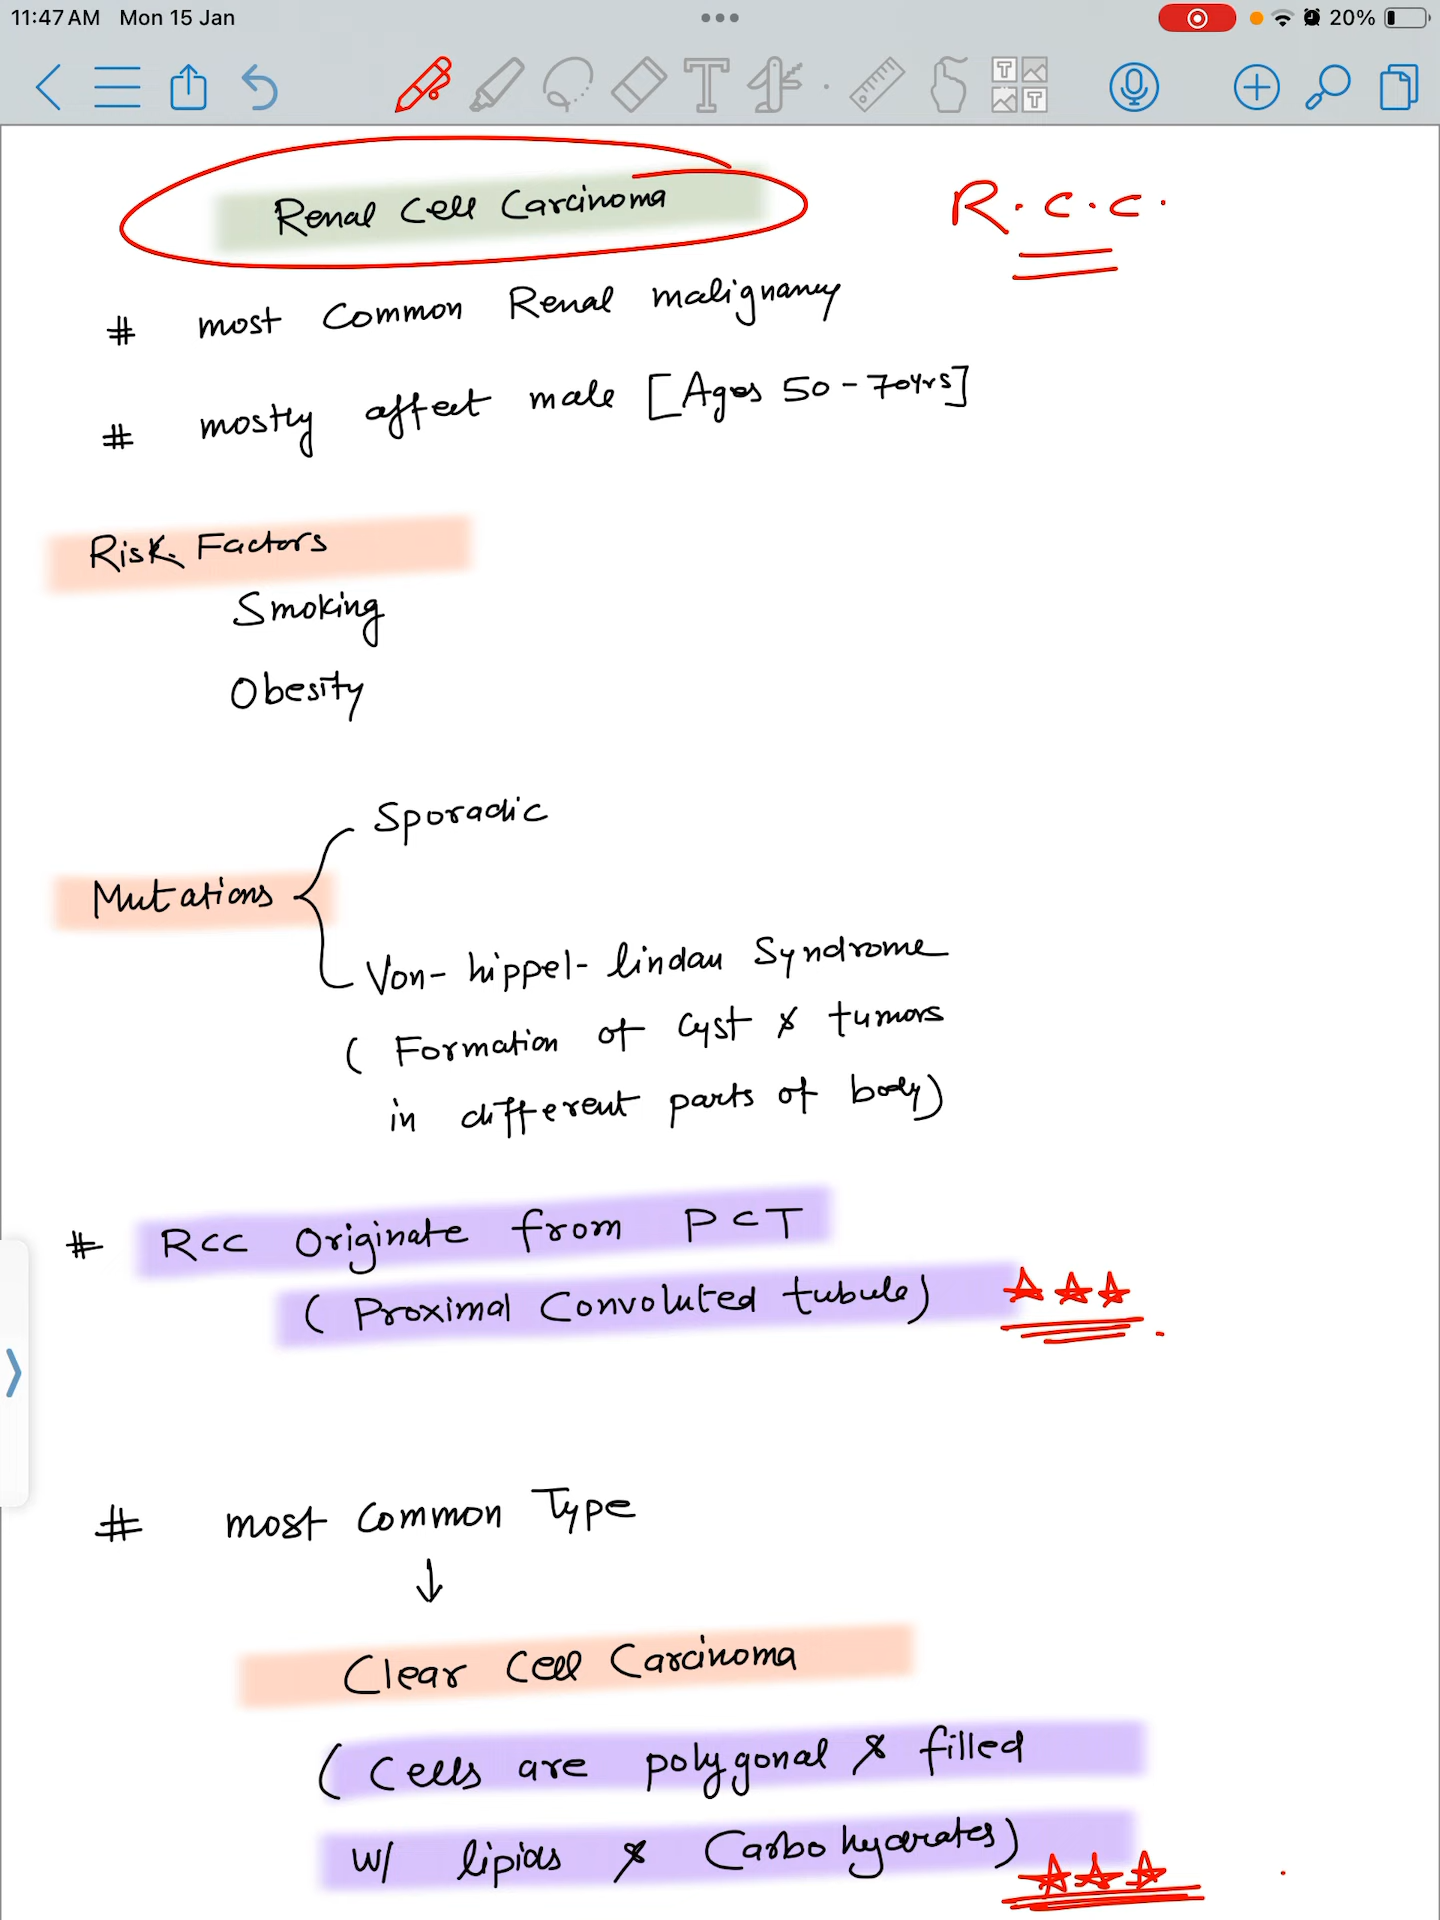 11:47 AM Mon 15 Jan
20%
Renal Cell Carcinoma
R.C.C.
# most Common Renal malignancy
# mostly affect male [Ages 50-70yrs]
Risk Factors
Smoking
Obesity
Sporadic
Mutations
Von-hippel-lindau Syndrome
( Formation of Cyst & tumors
in different parts of body)
# RCC Originate from PCT
( Proximal Convoluted tubule)
# most Common Type
↓
Clear Cell Carcinoma
( Cells are polygonal & filled
w/ lipids & Carbohydrates)